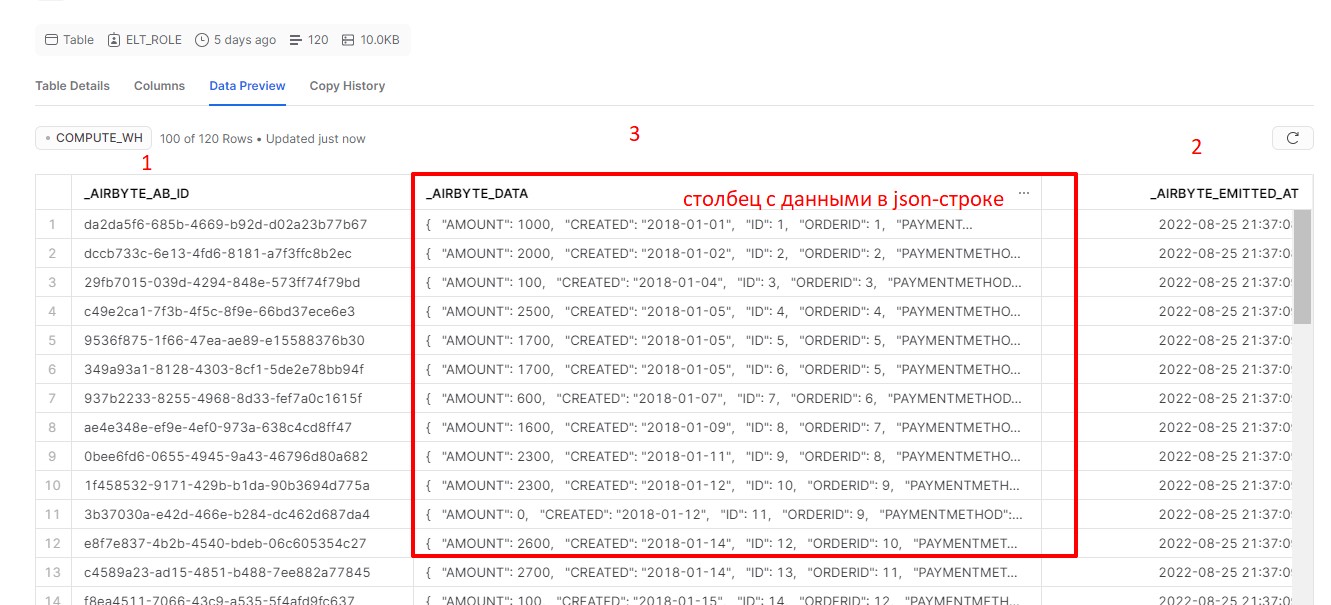 Table ELT_ROLE 5 days ago 120 10.0KB
Table Details Columns Data Preview Copy History
COMPUTE_WH 100 of 120 Rows • Updated just now
3
2
1
_AIRBYTE_AB_ID _AIRBYTE_DATA столбец с данными в json-строке ... _AIRBYTE_EMITTED_AT
1 da2da5f6-685b-4669-b92d-d02a23b77b67 { "AMOUNT": 1000, "CREATED": "2018-01-01", "ID": 1, "ORDERID": 1, "PAYMENT... 2022-08-25 21:37:0
2 dccb733c-6e13-4fd6-8181-a7f3ffc8b2ec { "AMOUNT": 2000, "CREATED": "2018-01-02", "ID": 2, "ORDERID": 2, "PAYMENTMETHO... 2022-08-25 21:37:0
3 29fb7015-039d-4294-848e-573ff74f79bd { "AMOUNT": 100, "CREATED": "2018-01-04", "ID": 3, "ORDERID": 3, "PAYMENTMETHOD... 2022-08-25 21:37:0
4 c49e2ca1-7f3b-4f5c-8f9e-66bd37ece6e3 { "AMOUNT": 2500, "CREATED": "2018-01-05", "ID": 4, "ORDERID": 4, "PAYMENTMETHO... 2022-08-25 21:37:0
5 9536f875-1f66-47ea-ae89-e15588376b30 { "AMOUNT": 1700, "CREATED": "2018-01-05", "ID": 5, "ORDERID": 5, "PAYMENTMETHO... 2022-08-25 21:37:0
6 349a93a1-8128-4303-8cf1-5de2e78bb94f { "AMOUNT": 1700, "CREATED": "2018-01-05", "ID": 6, "ORDERID": 5, "PAYMENTMETHO... 2022-08-25 21:37:0
7 937b2233-8255-4968-8d33-fef7a0c1615f { "AMOUNT": 600, "CREATED": "2018-01-07", "ID": 7, "ORDERID": 6, "PAYMENTMETHOD... 2022-08-25 21:37:0
8 ae4e348e-ef9e-4ef0-973a-638c4cd8ff47 { "AMOUNT": 1600, "CREATED": "2018-01-09", "ID": 8, "ORDERID": 7, "PAYMENTMETHO... 2022-08-25 21:37:0
9 0bee6fd6-0655-4945-9a43-46796d80a682 { "AMOUNT": 2300, "CREATED": "2018-01-11", "ID": 9, "ORDERID": 8, "PAYMENTMETHO... 2022-08-25 21:37:0
10 1f458532-9171-429b-b1da-90b3694d775a { "AMOUNT": 2300, "CREATED": "2018-01-12", "ID": 10, "ORDERID": 9, "PAYMENTMETH... 2022-08-25 21:37:0
11 3b37030a-e42d-466e-b284-dc462d687da4 { "AMOUNT": 0, "CREATED": "2018-01-12", "ID": 11, "ORDERID": 9, "PAYMENTMETHOD":... 2022-08-25 21:37:0
12 e8f7e837-4b2b-4540-bdeb-06c605354c27 { "AMOUNT": 2600, "CREATED": "2018-01-14", "ID": 12, "ORDERID": 10, "PAYMENTMET... 2022-08-25 21:37:0
13 c4589a23-ad15-4851-b488-7ee882a77845 { "AMOUNT": 2700, "CREATED": "2018-01-14", "ID": 13, "ORDERID": 11, "PAYMENTMET... 2022-08-25 21:37:0
14 f8ea4511-7066-43c9-a535-5f4afd9fc637 { "AMOUNT": 100, "CREATED": "2018-01-15", "ID": 14, "ORDERID": 12, "PAYMENTMETH... 2022-08-25 21:37:0